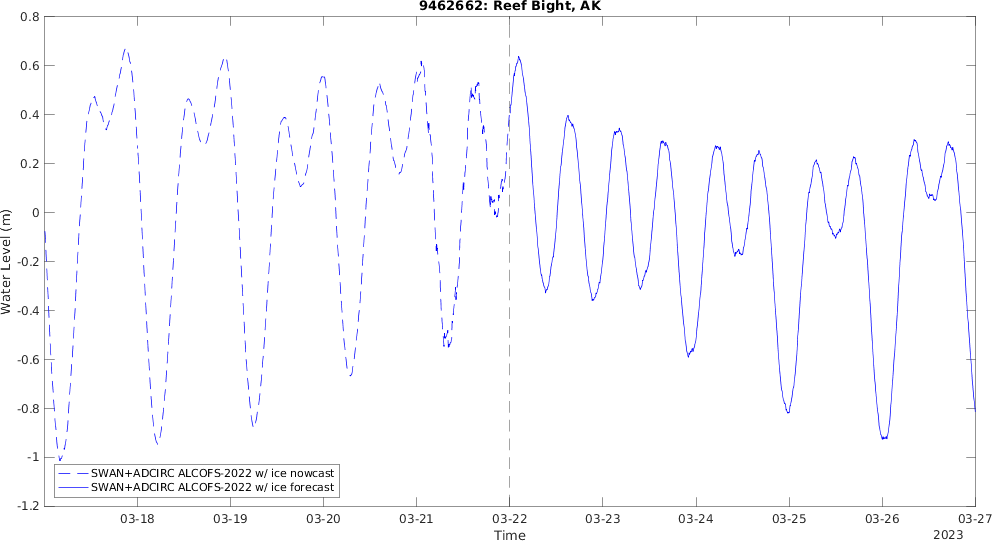 9462662: Reef Bight, AK
0.8
0.6
0.4
0.2
0
-0.2
-0.4
-0.6
-0.8
-1
-1.2
Water Level (m)
SWAN+ADCIRC ALCOFS-2022 w/ ice nowcast
SWAN+ADCIRC ALCOFS-2022 w/ ice forecast
03-18 03-19 03-20 03-21 03-22 03-23 03-24 03-25 03-26 03-27
Time
2023